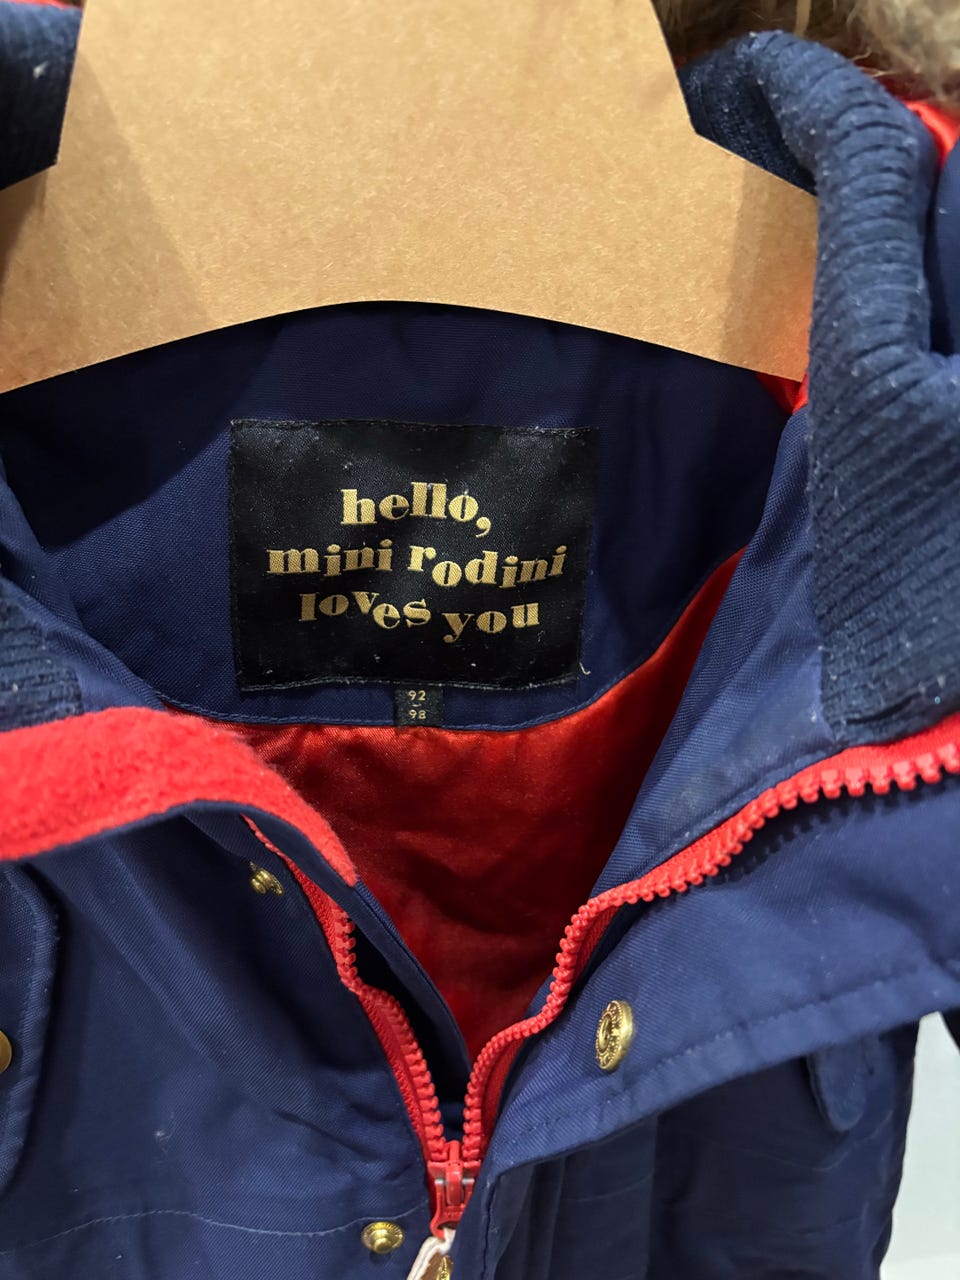 hello,
mini rodini
loves you
92
-
98